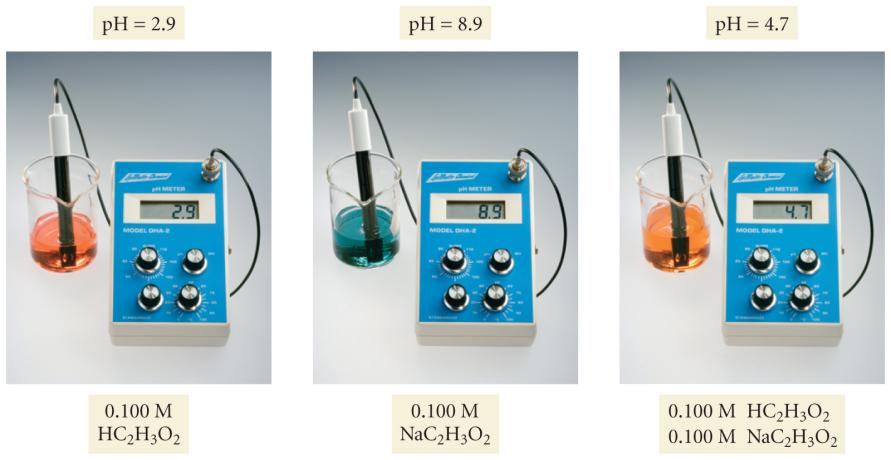 pH = 2.9
pH = 8.9
pH = 4.7
pH METER
2.9
MODEL DHA-2
pH METER
8.9
MODEL DHA-2
pH METER
4.7
MODEL DHA-2
0.100 M
HC₂H₃O₂
0.100 M
NaC₂H₃O₂
0.100 M HC₂H₃O₂
0.100 M NaC₂H₃O₂